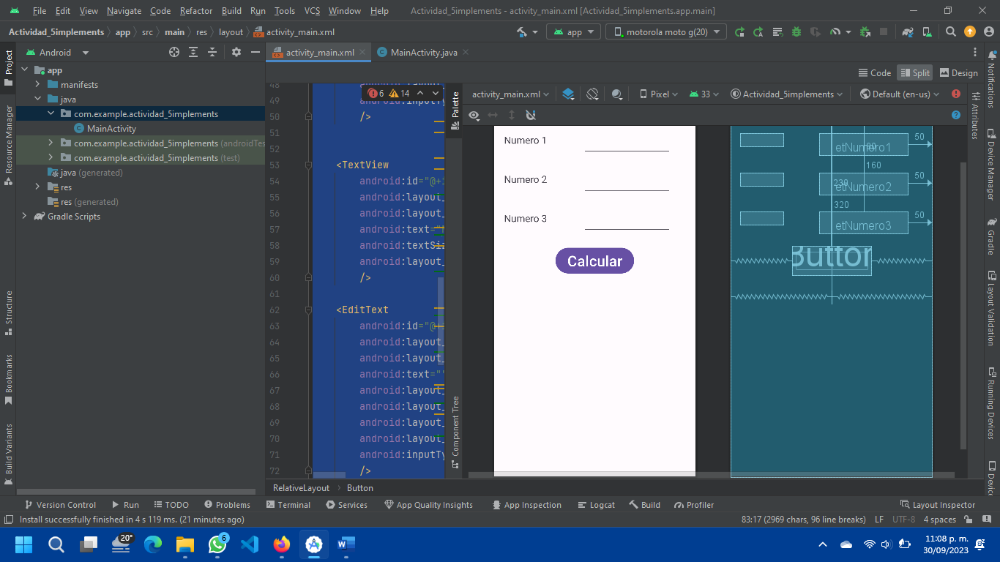 File Edit View Navigate Code Refactor Build Run Tools VCS Window Help Actividad_5implements - activity_main.xml [Actividad_5implements.app.main]
Actividad_5implements app src main res layout activity_main.xml app motorola moto g(20)
Project
Resource Manager
Structure
Bookmarks
Build Variants
Android
app
manifests
java
com.example.actividad_5implements
MainActivity
com.example.actividad_5implements (androidTes
com.example.actividad_5implements (test)
java (generated)
res
res (generated)
Gradle Scripts
activity_main.xml MainActivity.java
Code Split Design
6 14
48 android:layout_
49 android:inputTy
50 />
51
52
53 <TextView
54 android:id="@+i
55 android:layout_
56 android:layout_
57 android:text="
58 android:textSiz
59 android:layout_
60 />
61
62 <EditText
63 android:id="@+i
64 android:layout_
65 android:layout_
66 android:text=""
67 android:layout_
68 android:layout_
69 android:layout_
70 android:layout_
71 android:inputTy
72 />
Palette
Component Tree
activity_main.xml Pixel 33 Actividad_5implements Default (en-us)
Numero 1
Numero 2
Numero 3
Calcular
etNumero1 50
80
160
etNumero2 50
230
320
etNumero3 50
Button
Notifications
Attributes
Device Manager
Gradle
Layout Validation
Running Devices
Device
RelativeLayout Button
Version Control Run TODO Problems Terminal Services App Quality Insights App Inspection Logcat Build Profiler Layout Inspector
Install successfully finished in 4 s 119 ms. (21 minutes ago) 83:17 (2969 chars, 96 line breaks) LF UTF-8 4 spaces
20° 6
11:08 p. m.
30/09/2023